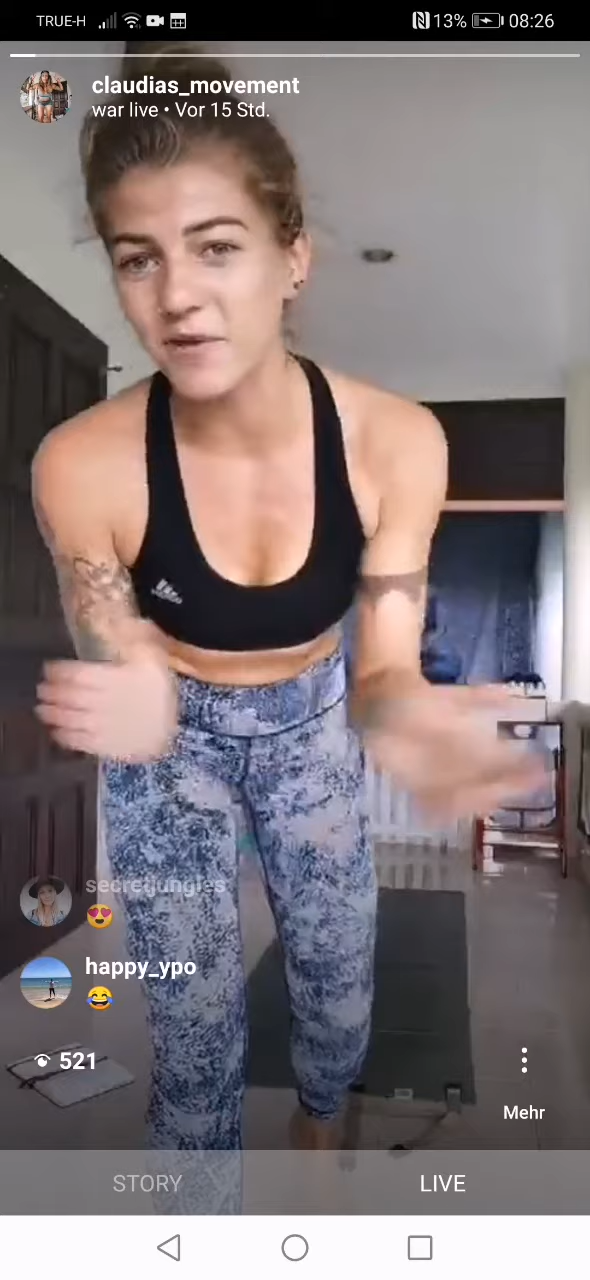 TRUE-H 13% 08:26
claudias_movement
war live • Vor 15 Std.
secretjungles
😍
happy_ypo
😂
521
Mehr
STORY LIVE